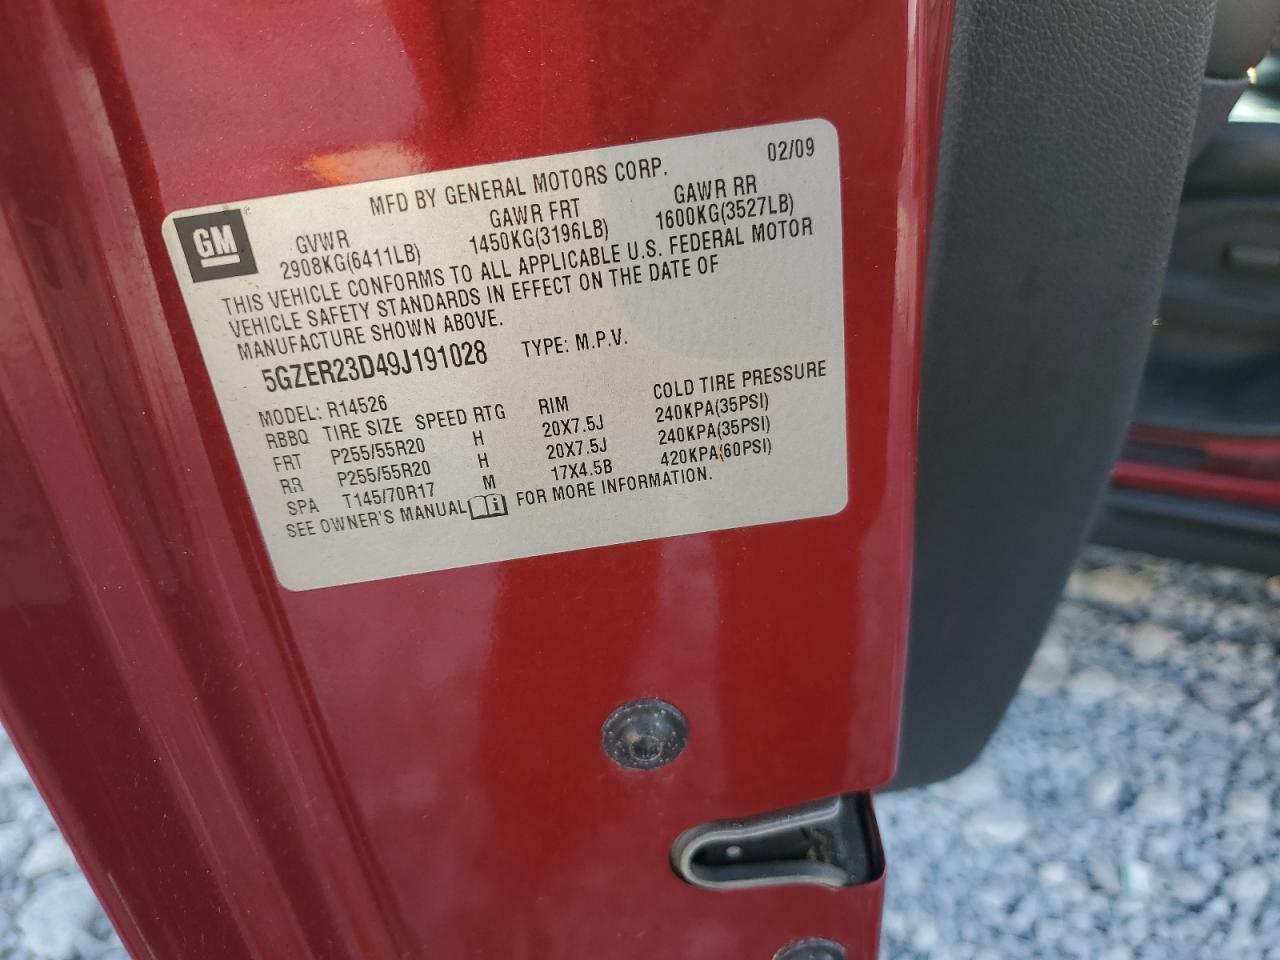 GM
MFD BY GENERAL MOTORS CORP. 02/09
GVWR GAWR FRT GAWR RR
2908KG(6411LB) 1450KG(3196LB) 1600KG(3527LB)
THIS VEHICLE CONFORMS TO ALL APPLICABLE U.S. FEDERAL MOTOR
VEHICLE SAFETY STANDARDS IN EFFECT ON THE DATE OF
MANUFACTURE SHOWN ABOVE.
5GZER23D49J191028 TYPE: M.P.V.
MODEL: R14526
RBBQ TIRE SIZE SPEED RTG RIM COLD TIRE PRESSURE
FRT P255/55R20 H 20X7.5J 240KPA(35PSI)
RR P255/55R20 H 20X7.5J 240KPA(35PSI)
SPA T145/70R17 M 17X4.5B 420KPA(60PSI)
SEE OWNER'S MANUAL i FOR MORE INFORMATION.